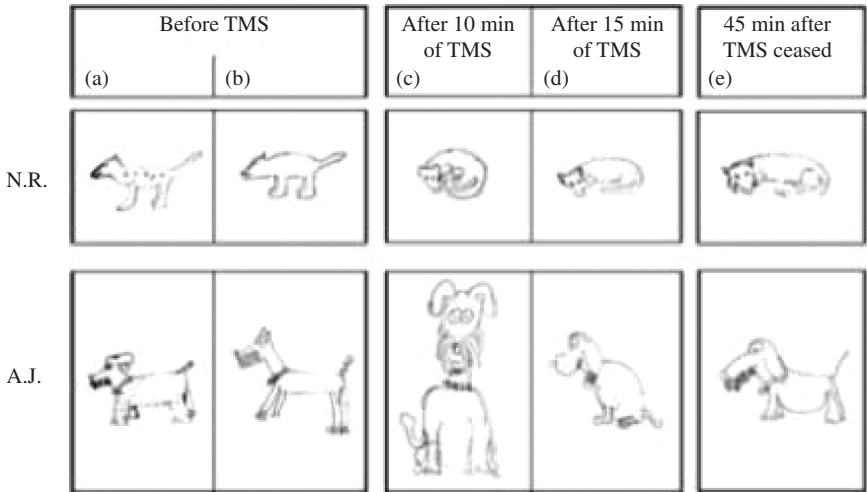 Before TMS
(a)
(b)
After 10 min
of TMS
(c)
After 15 min
of TMS
(d)
45 min after
TMS ceased
(e)
N.R.
A.J.